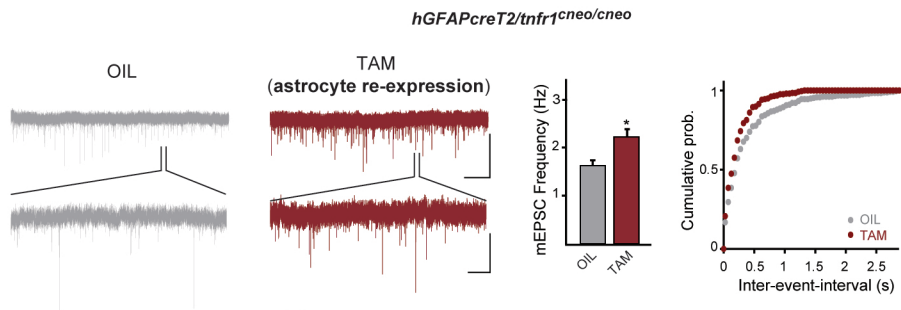 hGFAPcreT2/tnfr1cneo/cneo
OIL
TAM
(astrocyte re-expression)
mEPSC Frequency (Hz)
3
2
1
*
OIL
TAM
Cumulative prob.
1
0.5
0
OIL
TAM
0 0.5 1 1.5 2 2.5
Inter-event-interval (s)